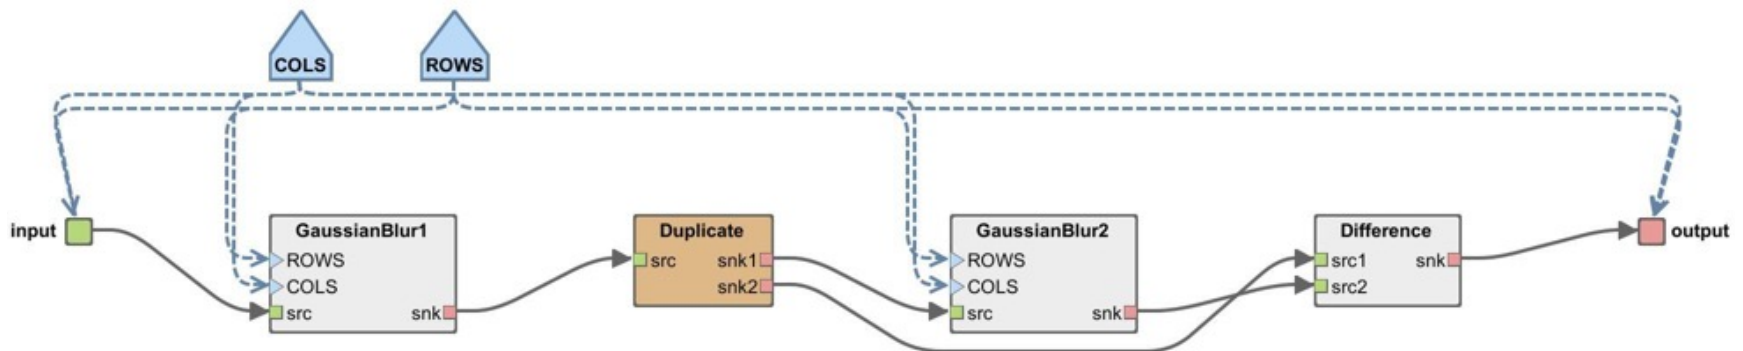 COLS
ROWS
input
GaussianBlur1
ROWS
COLS
src
snk
Duplicate
src
snk1
snk2
GaussianBlur2
ROWS
COLS
src
snk
Difference
src1
snk
src2
output